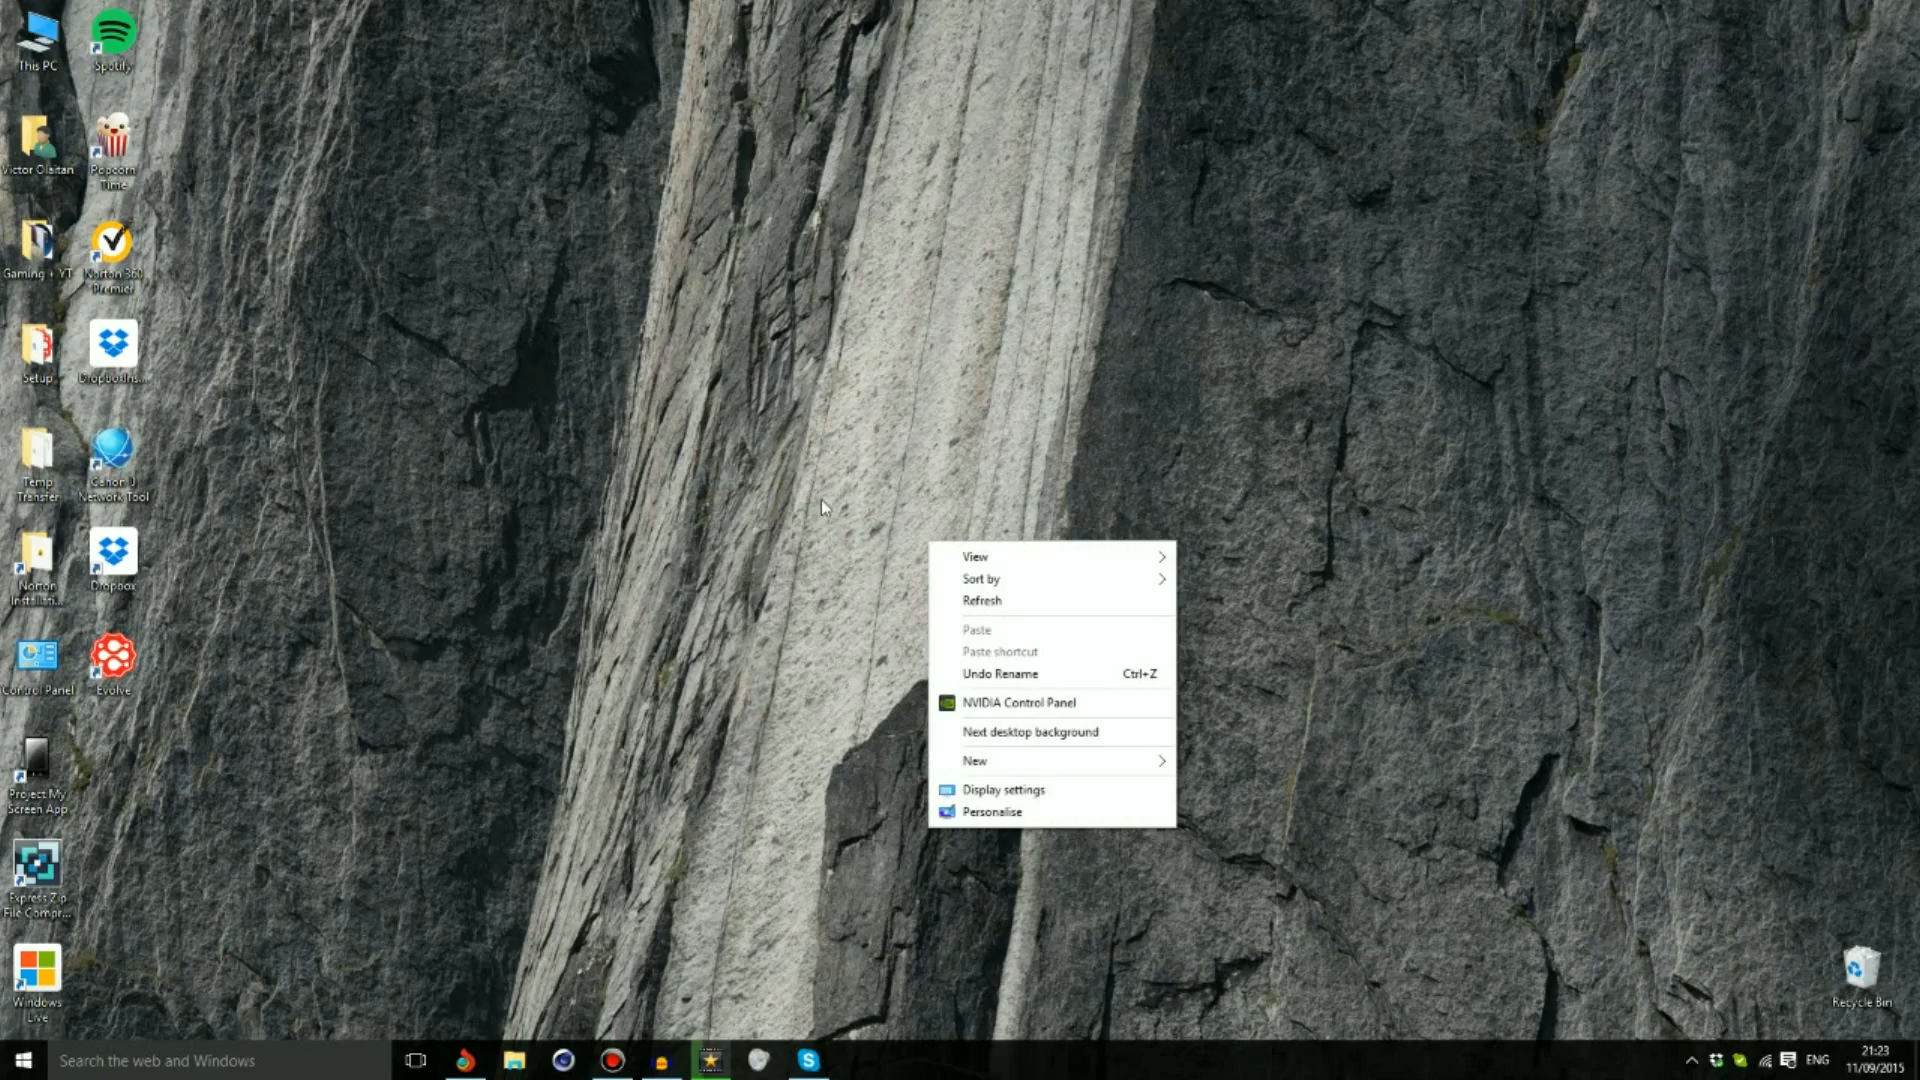 This PC
Spotify
Victor Olaitan
Popcorn
Time
Gaming + YT
Norton 360
Premier
Setup
DropboxIns...
Temp
Transfer
Canon IJ
Network Tool
Norton
Installati...
Dropbox
Control Panel
Evolve
Project My
Screen App
Express Zip
File Compr...
Windows
Live
View
Sort by
Refresh
Paste
Paste shortcut
Undo Rename Ctrl+Z
NVIDIA Control Panel
Next desktop background
New
Display settings
Personalise
Recycle Bin
Search the web and Windows
ENG
21:23
11/09/2015